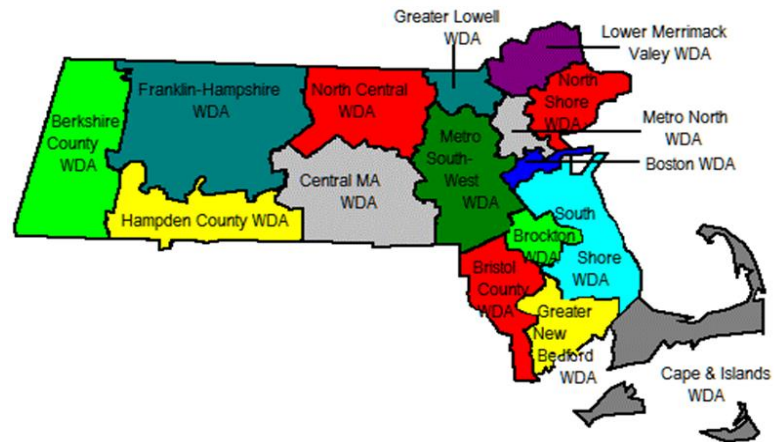 Greater Lowell
WDA
Lower Merrimack
Valey WDA
Franklin-Hampshire
WDA
North Central
WDA
North
Shore
WDA
Berkshire
County
WDA
Metro
South-
West
WDA
Metro North
WDA
Boston WDA
Central MA
WDA
Hampden County WDA
South
Shore
WDA
Brockton
WDA
Bristol
County
WDA
Greater
New
Bedford
WDA
Cape & Islands
WDA